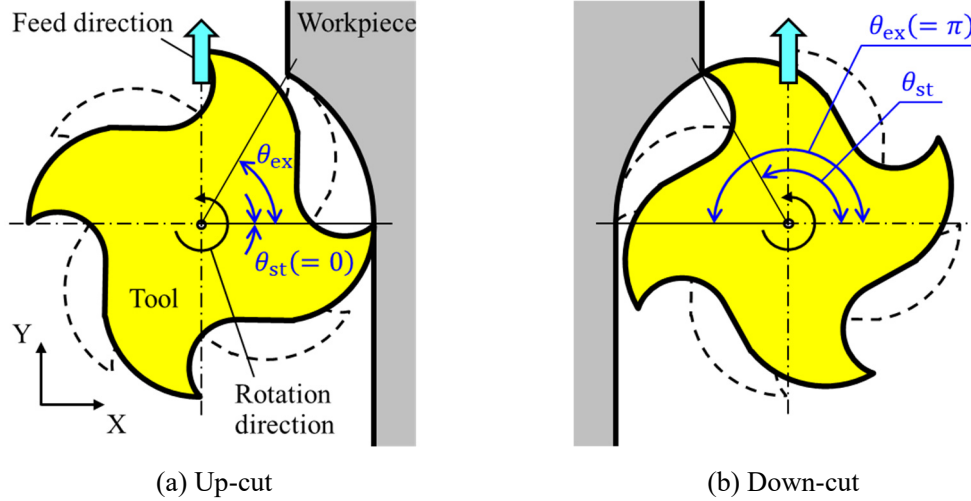 Feed direction
Workpiece
θex
θst(= 0)
Tool
Y
X
Rotation
direction
(a) Up-cut
θex(= π)
θst
(b) Down-cut